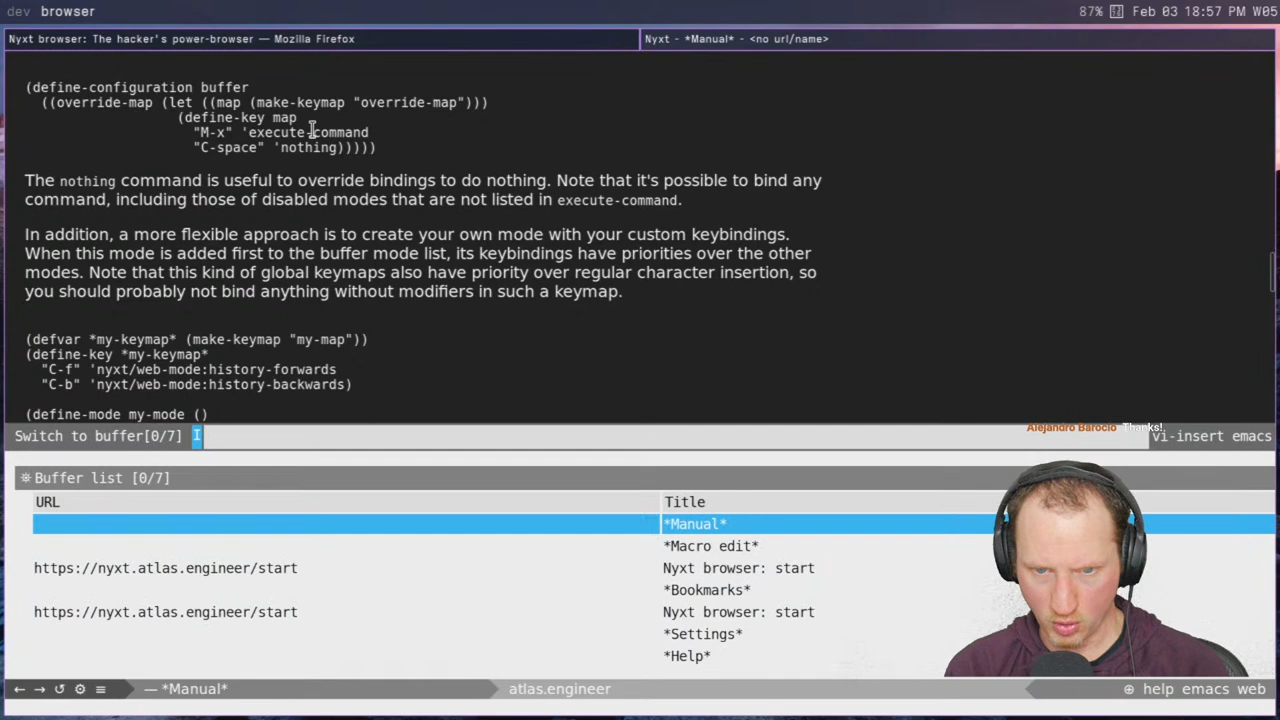 dev browser
87% Feb 03 18:57 PM W05
Nyxt browser: The hacker's power-browser — Mozilla Firefox
Nyxt - *Manual* - <no url/name>
(define-configuration buffer
((override-map (let ((map (make-keymap "override-map")))
(define-key map
"M-x" 'execute-command
"C-space" 'nothing)))))
The nothing command is useful to override bindings to do nothing. Note that it's possible to bind any
command, including those of disabled modes that are not listed in execute-command.
In addition, a more flexible approach is to create your own mode with your custom keybindings.
When this mode is added first to the buffer mode list, its keybindings have priorities over the other
modes. Note that this kind of global keymaps also have priority over regular character insertion, so
you should probably not bind anything without modifiers in such a keymap.
(defvar *my-keymap* (make-keymap "my-map"))
(define-key *my-keymap*
"C-f" 'nyxt/web-mode:history-forwards
"C-b" 'nyxt/web-mode:history-backwards)
(define-mode my-mode ()
Alejandro Barocio Thanks!
Switch to buffer[0/7]
vi-insert emacs
Buffer list [0/7]
URL Title
*Manual*
*Macro edit*
https://nyxt.atlas.engineer/start Nyxt browser: start
*Bookmarks*
https://nyxt.atlas.engineer/start Nyxt browser: start
*Settings*
*Help*
— *Manual*
atlas.engineer
help emacs web